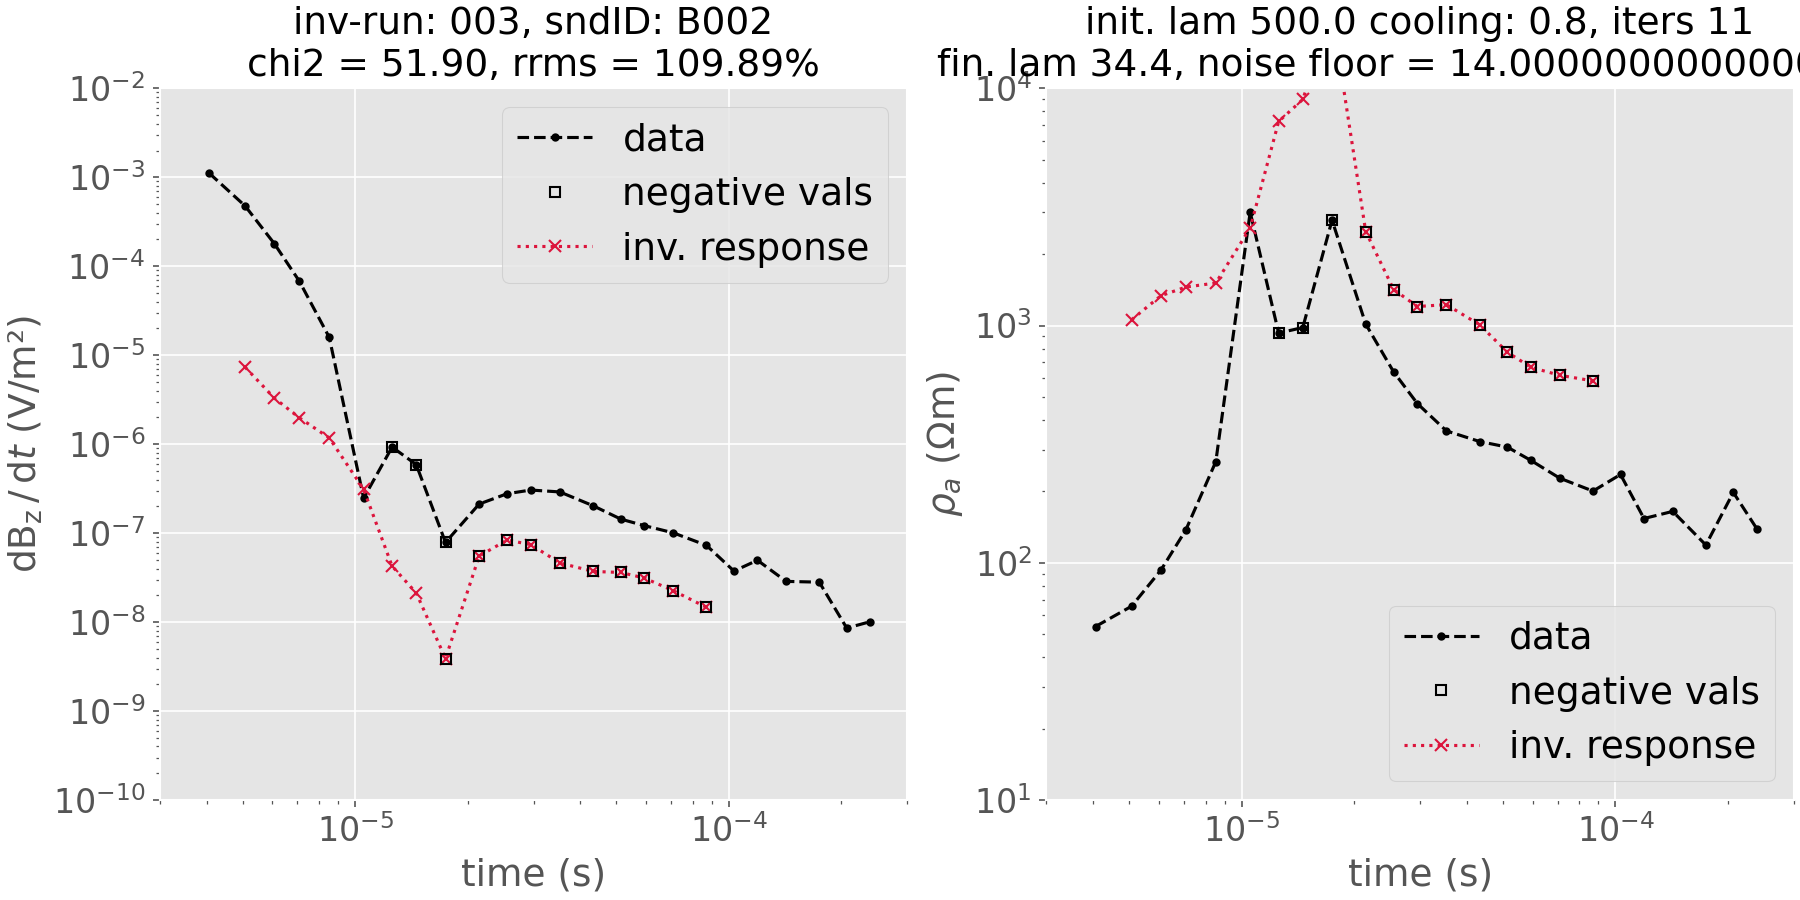 inv-run: 003, sndID: B002
chi2 = 51.90, rrms = 109.89%
10⁻²
10⁻³
10⁻⁴
10⁻⁵
10⁻⁶
10⁻⁷
10⁻⁸
10⁻⁹
10⁻¹⁰
dB_z / dt (V/m²)
data
negative vals
inv. response
10⁻⁵ 10⁻⁴
time (s)
init. lam 500.0 cooling: 0.8, iters 11
fin. lam 34.4, noise floor = 14.0000000000000
10⁴
10³
10²
10¹
ρₐ (Ωm)
data
negative vals
inv. response
10⁻⁵ 10⁻⁴
time (s)